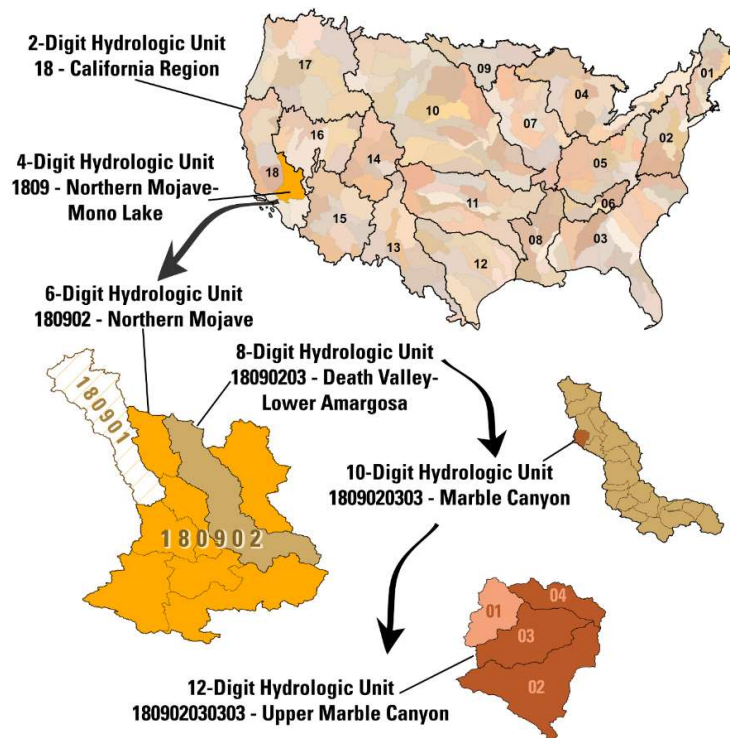 2-Digit Hydrologic Unit
18 - California Region
17
09
01
04
10
07
02
16
4-Digit Hydrologic Unit
1809 - Northern Mojave-
Mono Lake
18
14
05
15
11
06
13
08
03
12
6-Digit Hydrologic Unit
180902 - Northern Mojave
8-Digit Hydrologic Unit
18090203 - Death Valley-
Lower Amargosa
180901
180902
10-Digit Hydrologic Unit
1809020303 - Marble Canyon
01
04
03
02
12-Digit Hydrologic Unit
180902030303 - Upper Marble Canyon